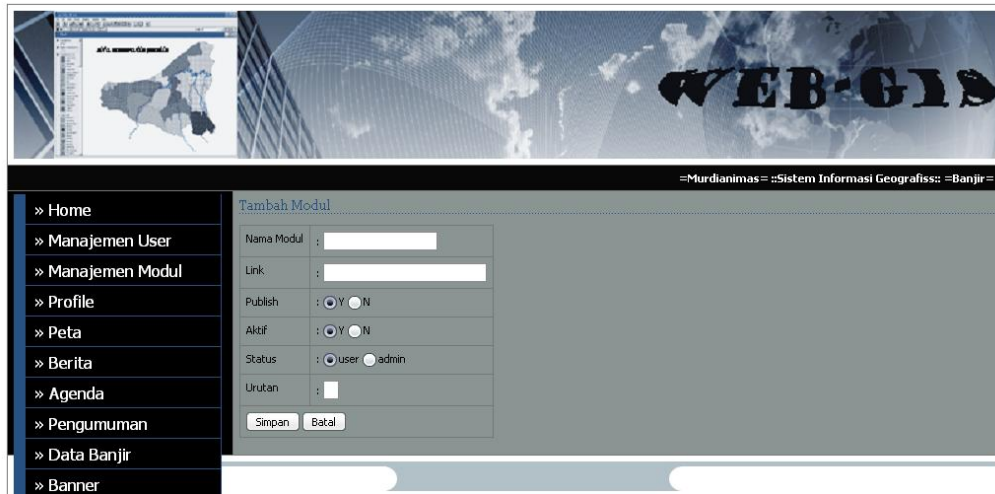 WEB-GIS
=Murdianimas= ::Sistem Informasi Geografiss:: =Banjir=
» Home
» Manajemen User
» Manajemen Modul
» Profile
» Peta
» Berita
» Agenda
» Pengumuman
» Data Banjir
» Banner
Tambah Modul
Nama Modul :
Link :
Publish : Y N
Aktif : Y N
Status : user admin
Urutan :
Simpan Batal